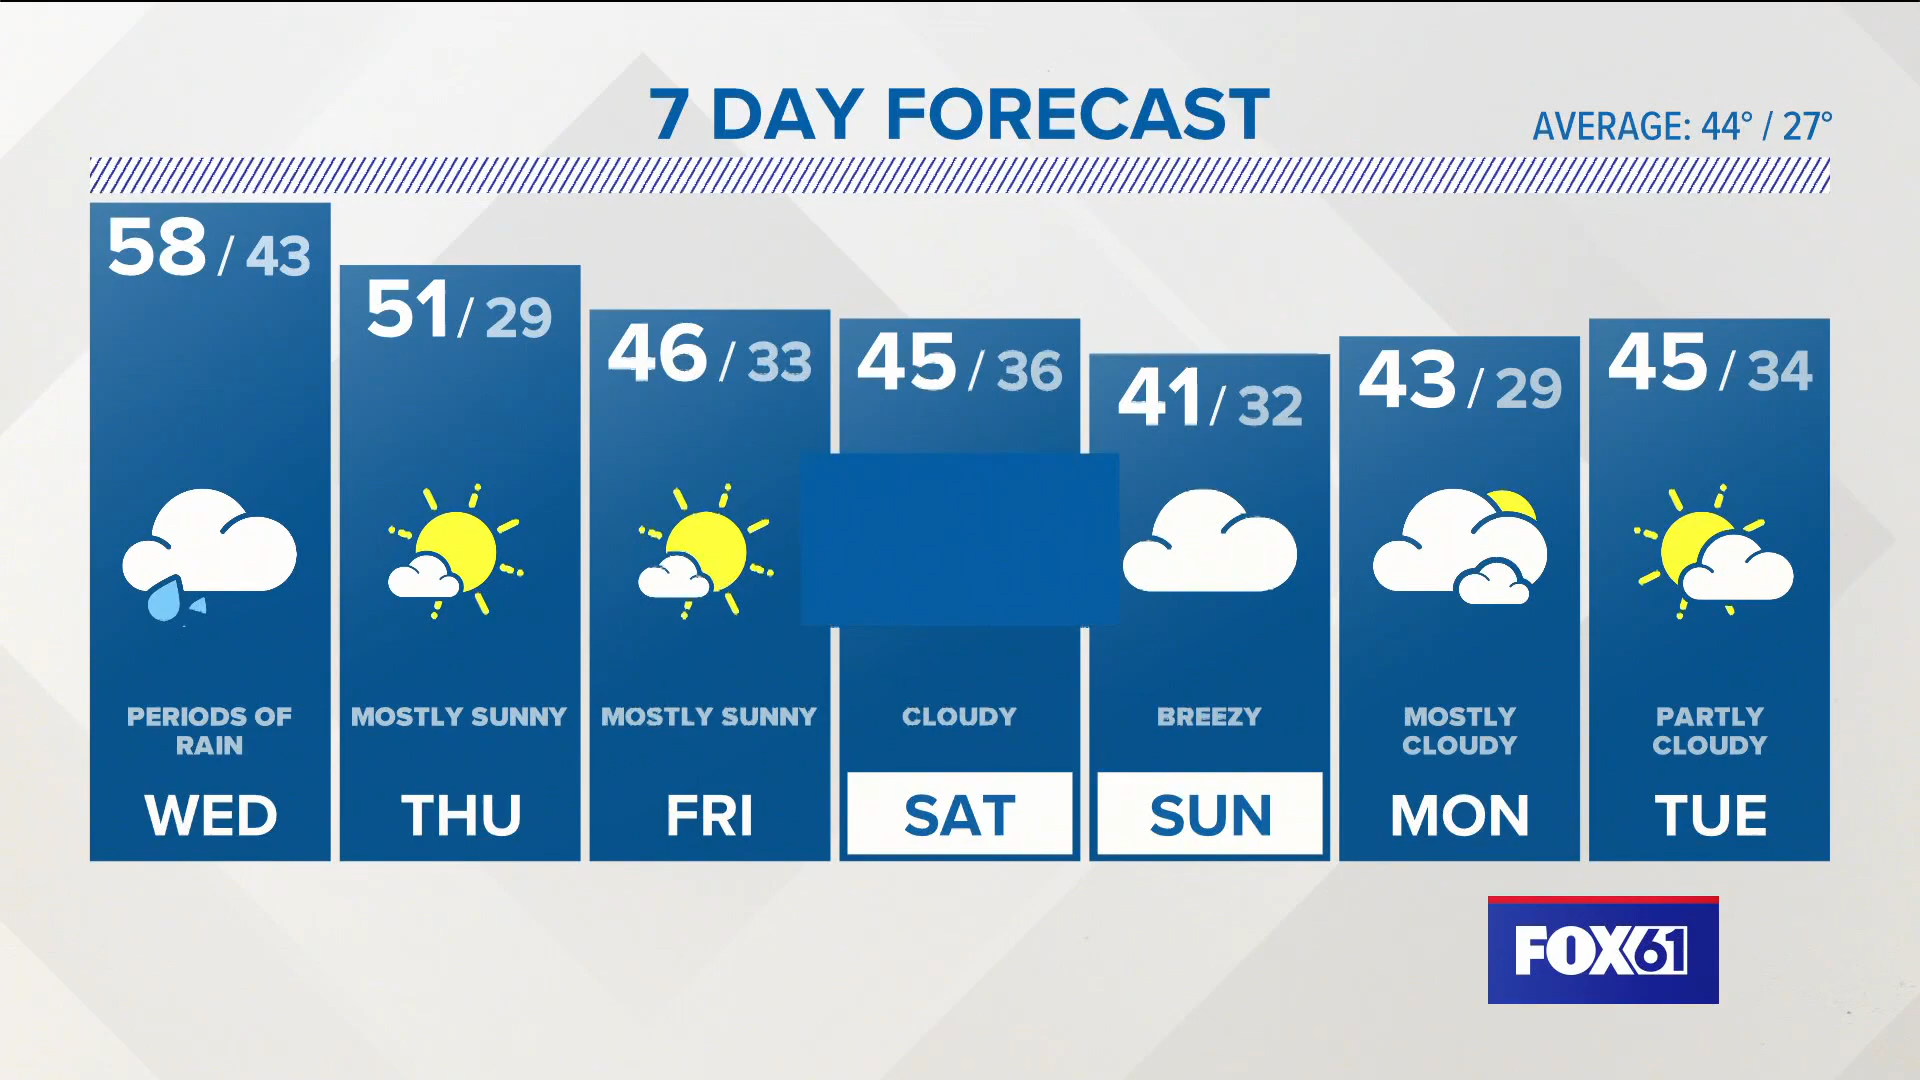 7 DAY FORECAST
AVERAGE: 44° / 27°
58 / 43
PERIODS OF
RAIN
WED
51 / 29
MOSTLY SUNNY
THU
46 / 33
MOSTLY SUNNY
FRI
45 / 36
CLOUDY
SAT
41 / 32
BREEZY
SUN
43 / 29
MOSTLY
CLOUDY
MON
45 / 34
PARTLY
CLOUDY
TUE
FOX61